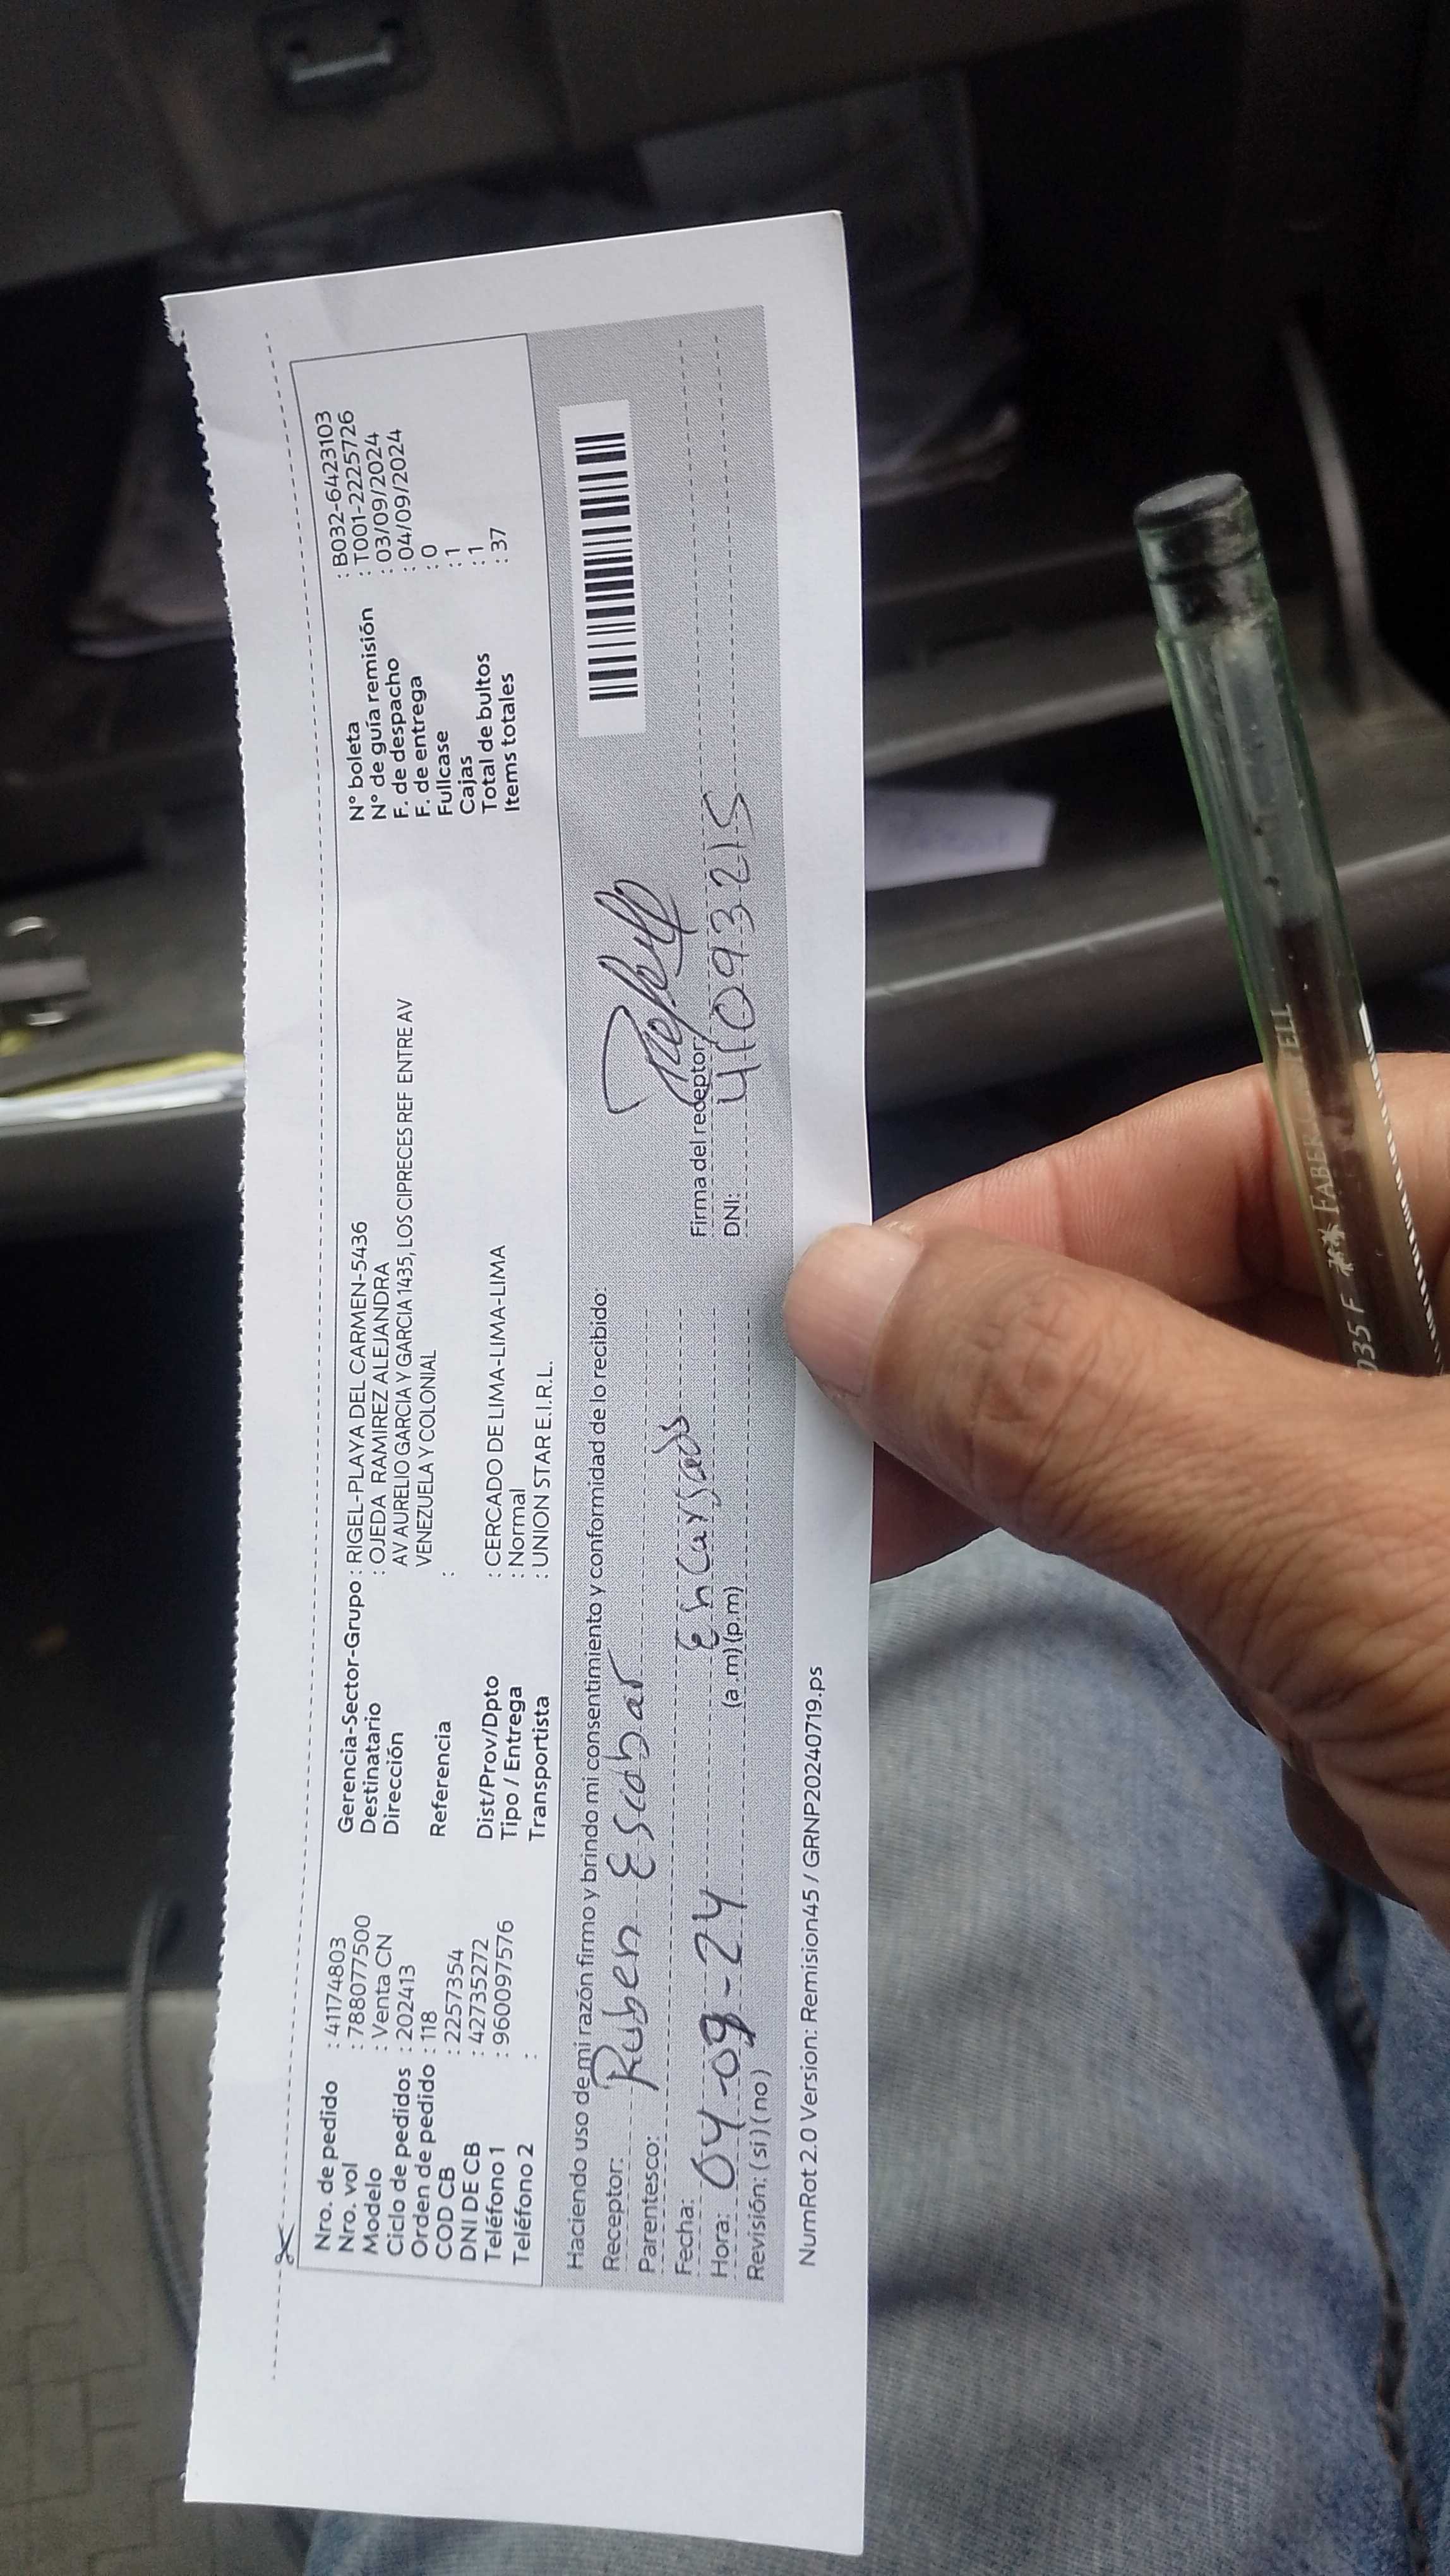 Nro. de pedido : 41174803
Nro. vol : 788077500
Modelo : Venta CN
Ciclo de pedidos : 202413
Orden de pedido : 118
COD CB : 2257354
DNI DE CB : 42735272
Teléfono 1 : 960097576
Teléfono 2 :
Gerencia-Sector-Grupo : RIGEL-PLAYA DEL CARMEN-5436
Destinatario : OJEDA RAMIREZ ALEJANDRA
Dirección AV AURELIO GARCIA Y GARCIA 1435, LOS CIPRECES REF ENTRE AV
VENEZUELA Y COLONIAL
Referencia :
Dist/Prov/Dpto : CERCADO DE LIMA-LIMA-LIMA
Tipo / Entrega : Normal
Transportista : UNION STAR E.I.R.L.
N° boleta : B032-6423103
N° de guía remisión : T001-2225726
F. de despacho : 03/09/2024
F. de entrega : 04/09/2024
Fullcase : 0
Cajas : 1
Total de bultos : 1
Items totales : 37
Haciendo uso de mi razón firmo y brindo mi consentimiento y conformidad de lo recibido:
Receptor: Ruben Escobar
Parentesco: Encargado
Fecha: 04-09-24
Hora: (a.m) (p.m)
Revisión: (si) (no)
Firma del receptor
DNI: 41093215
NumRot 2.0 Version: Remision45 / GRNP20240719.ps
035 F FABER ELL